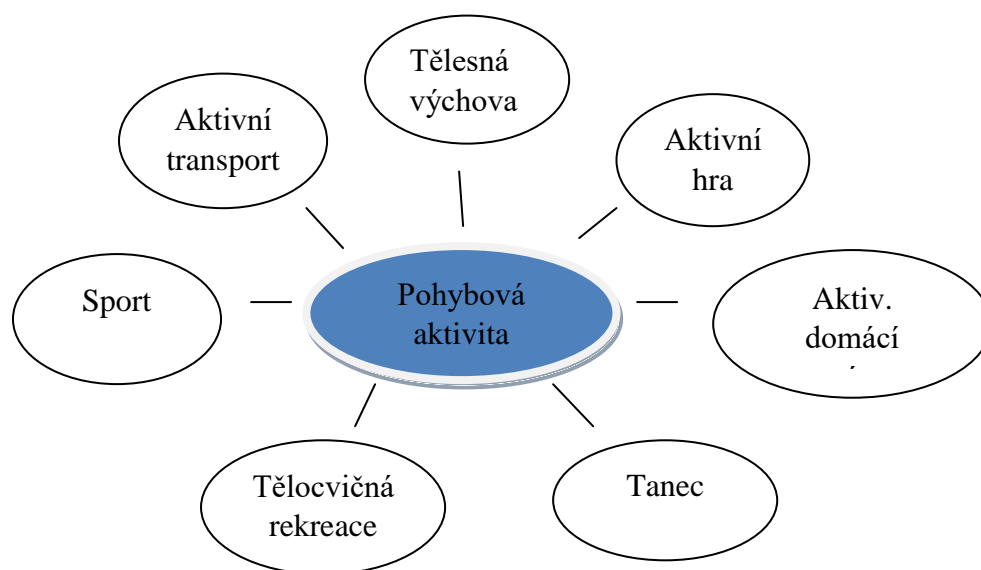 Tělesná
výchova
Aktivní
transport
Aktivní
hra
Sport
Pohybová
aktivita
Aktiv.
domácí
Tělocvičná
rekreace
Tanec